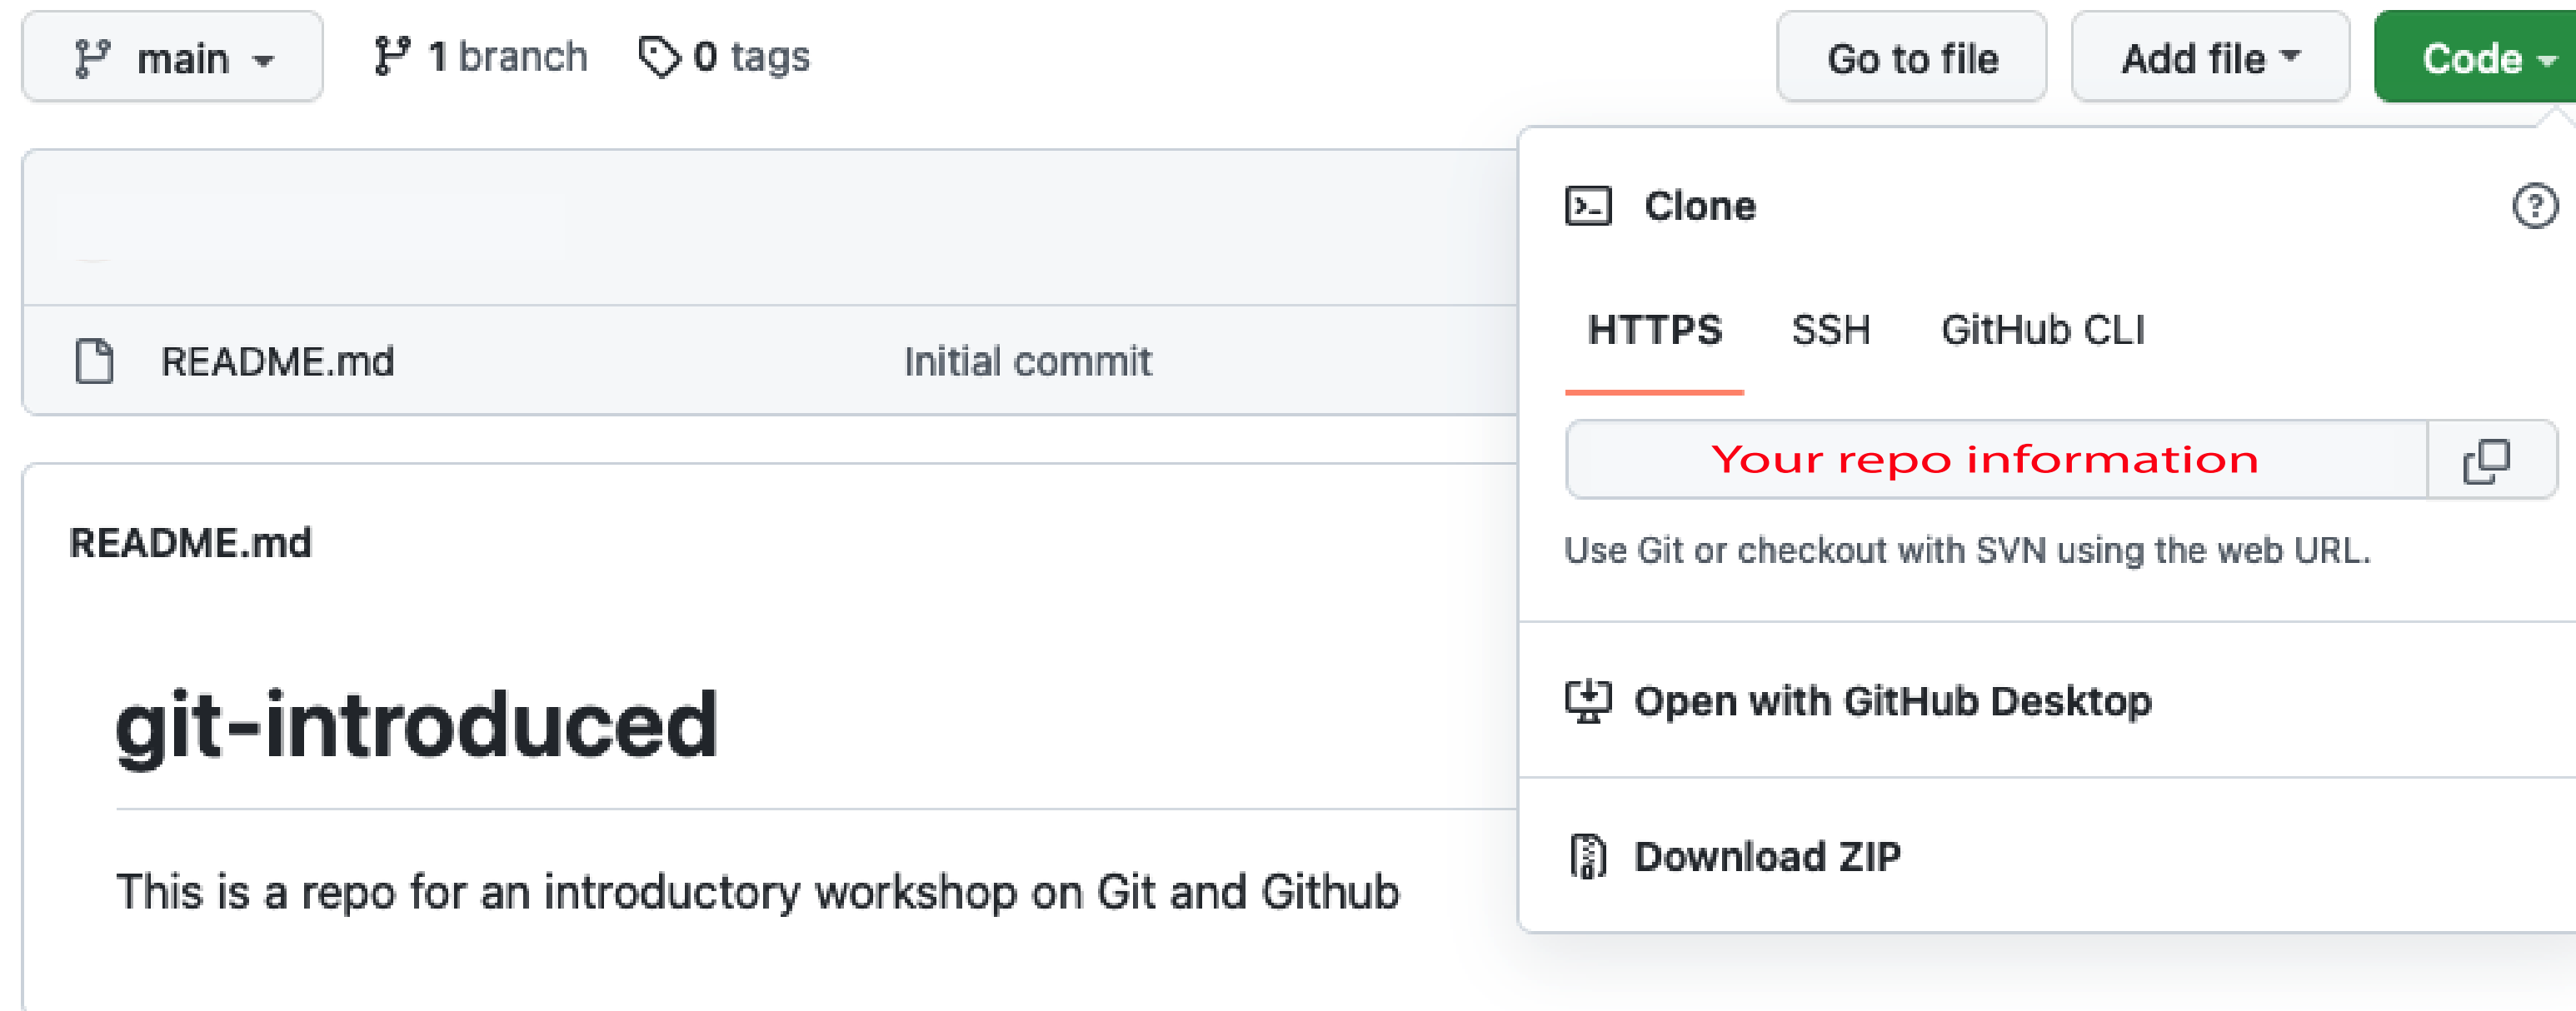 main 1 branch 0 tags Go to file Add file Code
Clone
HTTPS SSH GitHub CLI
README.md Initial commit
Your repo information
Use Git or checkout with SVN using the web URL.
README.md
Open with GitHub Desktop
git-introduced
Download ZIP
This is a repo for an introductory workshop on Git and Github